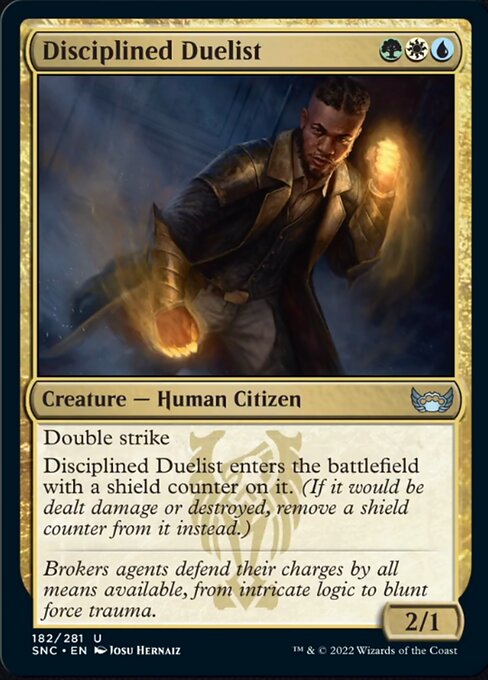 Disciplined Duelist
Creature — Human Citizen
Double strike
Disciplined Duelist enters the battlefield
with a shield counter on it. (If it would be
dealt damage or destroyed, remove a shield
counter from it instead.)
Brokers agents defend their charges by all
means available, from intricate logic to blunt
force trauma.
2/1
182/281 U
SNC • EN Josu Hernaiz
™ & © 2022 Wizards of the Coast